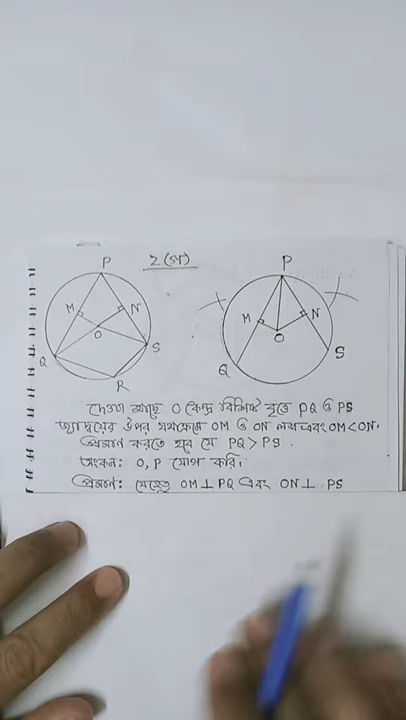 ২(গ)
P
M
N
O
Q
S
R
P
M
N
O
Q
S
দেওয়া আছে O কেন্দ্র বিশিষ্ট বৃত্তে PQ ও PS
জ্যাদ্বয়ের উপর যথাক্রমে OM ও ON লম্ব এবং OM<ON.
প্রমাণ করতে হবে যে PQ > PS.
অংকন: O, P যোগ করি।
প্রমাণ: যেহেতু OM ⊥ PQ এবং ON ⊥ PS